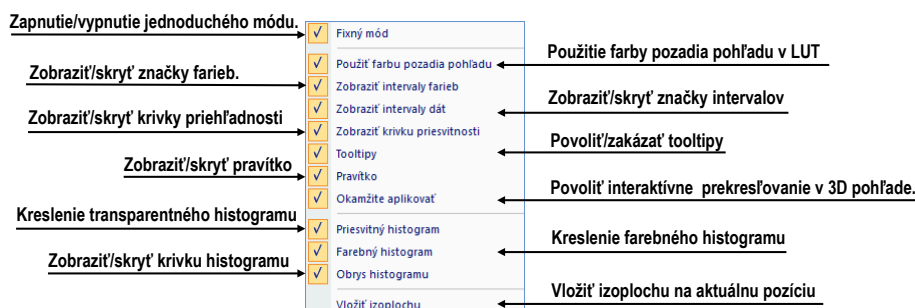 Zapnutie/vypnutie jednoduchého módu.
Fixný mód
Použiť farbu pozadia pohľadu
Použitie farby pozadia pohľadu v LUT
Zobraziť/skryť značky farieb.
Zobraziť intervaly farieb
Zobraziť intervaly dát
Zobraziť/skryť značky intervalov
Zobraziť/skryť krivky priehľadnosti
Zobraziť krivku priesvitnosti
Tooltipy
Povoliť/zakázať tooltipy
Zobraziť/skryť pravítko
Pravítko
Okamžite aplikovať
Povoliť interaktívne prekresľovanie v 3D pohľade.
Kreslenie transparentného histogramu
Priesvitný histogram
Farebný histogram
Kreslenie farebného histogramu
Zobraziť/skryť krivku histogramu
Obrys histogramu
Vložiť izoplochu
Vložiť izoplochu na aktuálnu pozíciu